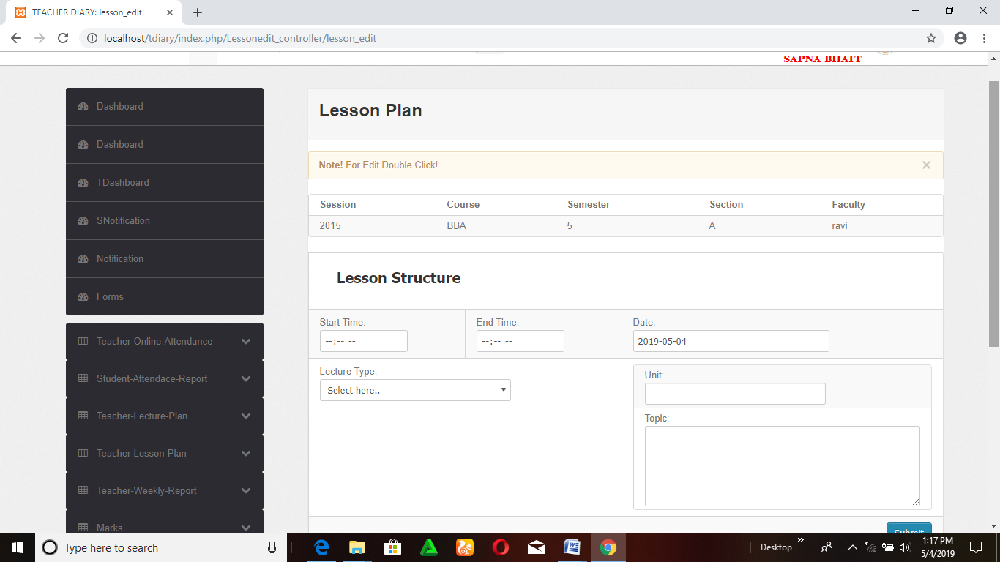 TEACHER DIARY: lesson_edit
localhost/tdiary/index.php/Lessonedit_controller/lesson_edit
SAPNA BHATT
Dashboard
Dashboard
TDashboard
SNotification
Notification
Forms
Teacher-Online-Attendance
Student-Attendace-Report
Teacher-Lecture-Plan
Teacher-Lesson-Plan
Teacher-Weekly-Report
Marks
Lesson Plan
Note! For Edit Double Click!
Session Course Semester Section Faculty
2015 BBA 5 A ravi
Lesson Structure
Start Time: End Time: Date:
--:-- -- --:-- -- 2019-05-04
Lecture Type:
Select here..
Unit:
Topic:
Submit
Type here to search
Desktop
1:17 PM
5/4/2019